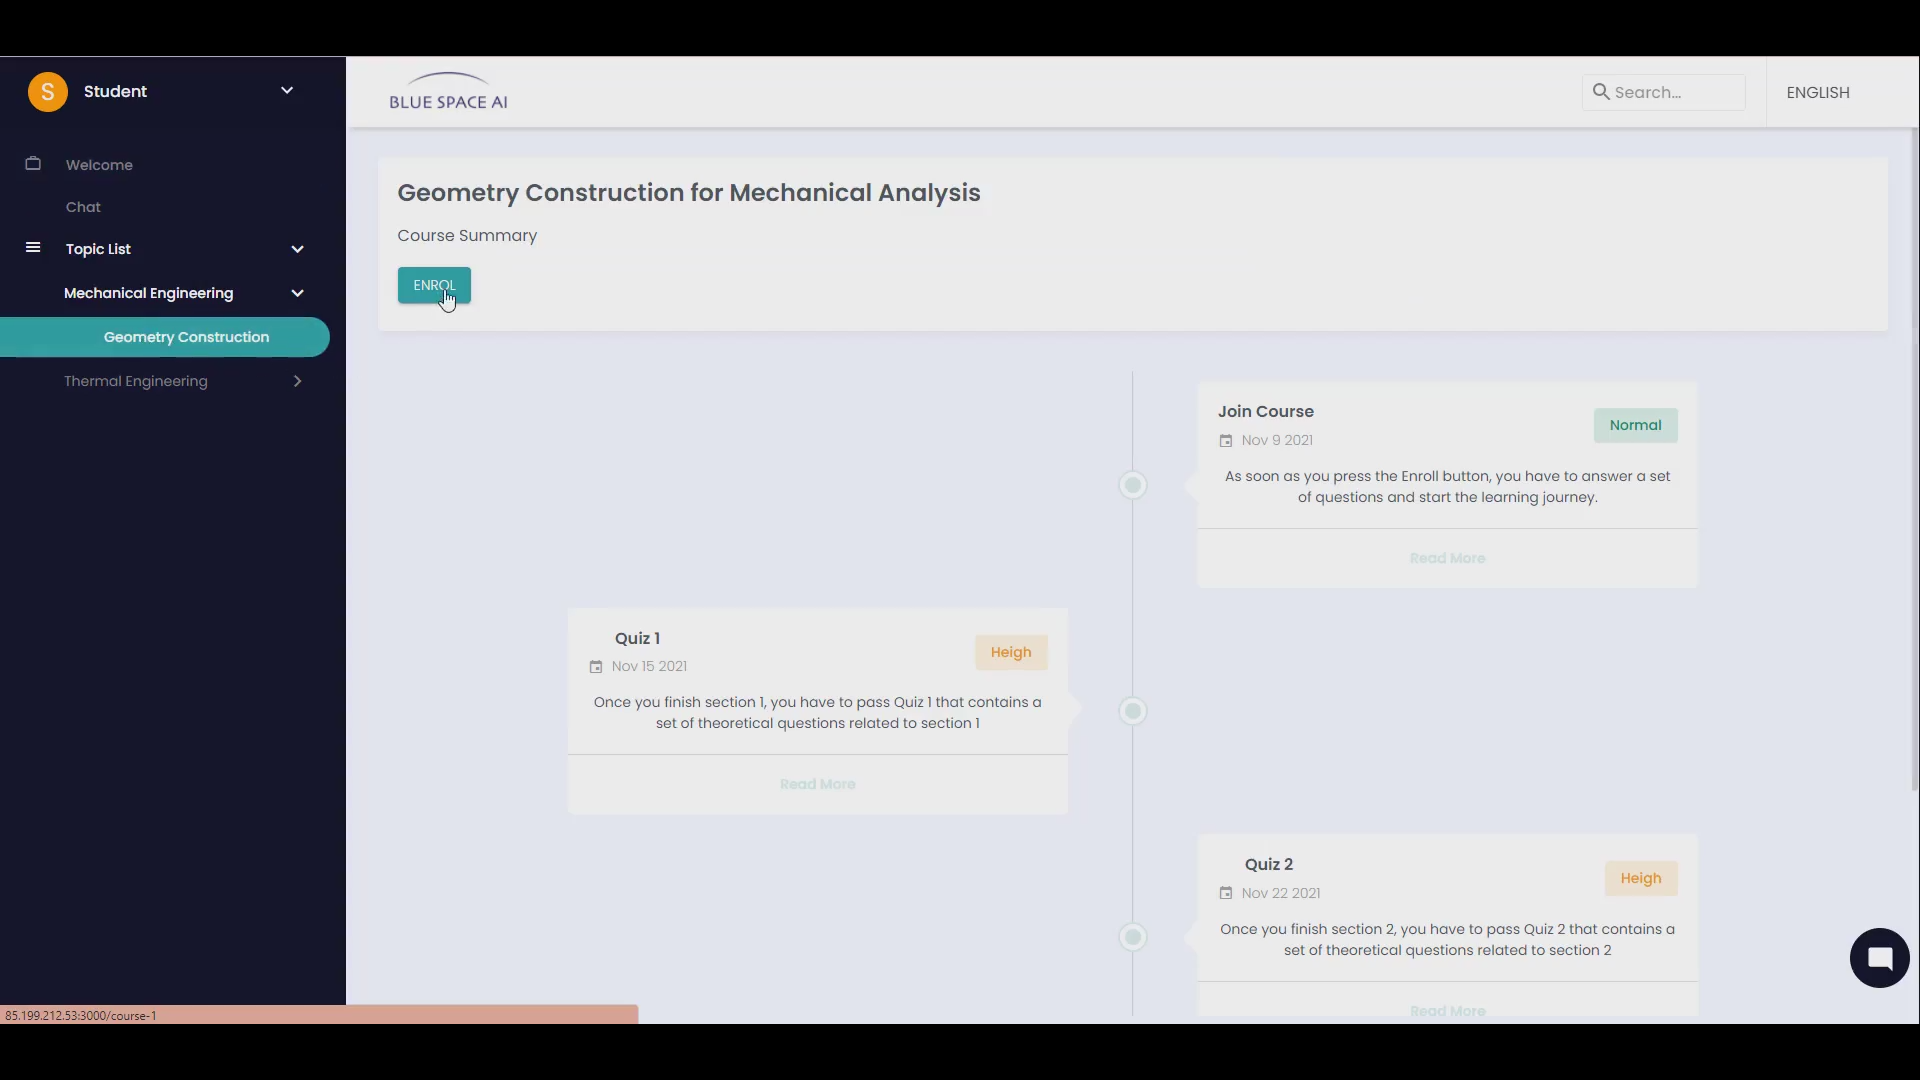 S
Student
Welcome
Chat
Topic List
Mechanical Engineering
Geometry Construction
Thermal Engineering
BLUE SPACE AI
Search...
ENGLISH
Geometry Construction for Mechanical Analysis
Course Summary
ENROL
Join Course
Normal
Nov 9 2021
As soon as you press the Enroll button, you have to answer a set
of questions and start the learning journey.
Read More
Quiz 1
Heigh
Nov 15 2021
Once you finish section 1, you have to pass Quiz 1 that contains a
set of theoretical questions related to section 1
Read More
Quiz 2
Heigh
Nov 22 2021
Once you finish section 2, you have to pass Quiz 2 that contains a
set of theoretical questions related to section 2
Read More
85.199.212.53:3000/course-1